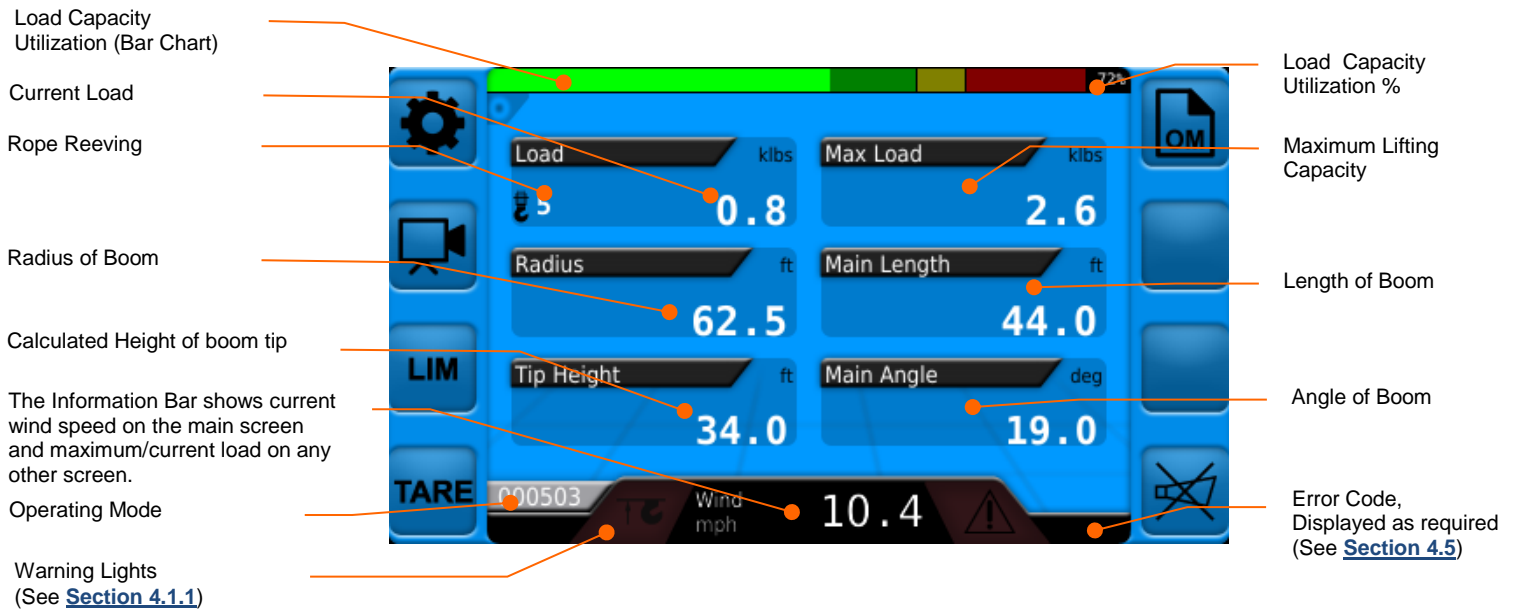 Load Capacity
Utilization (Bar Chart)
Current Load
Rope Reeving
Radius of Boom
Calculated Height of boom tip
The Information Bar shows current
wind speed on the main screen
and maximum/current load on any
other screen.
Operating Mode
Warning Lights
(See Section 4.1.1)
72%
OM
Load klbs
5 0.8
Max Load klbs
2.6
Radius ft
62.5
Main Length ft
44.0
LIM
Tip Height ft
34.0
Main Angle deg
19.0
TARE
000503
Wind
mph
10.4
Load Capacity
Utilization %
Maximum Lifting
Capacity
Length of Boom
Angle of Boom
Error Code,
Displayed as required
(See Section 4.5)